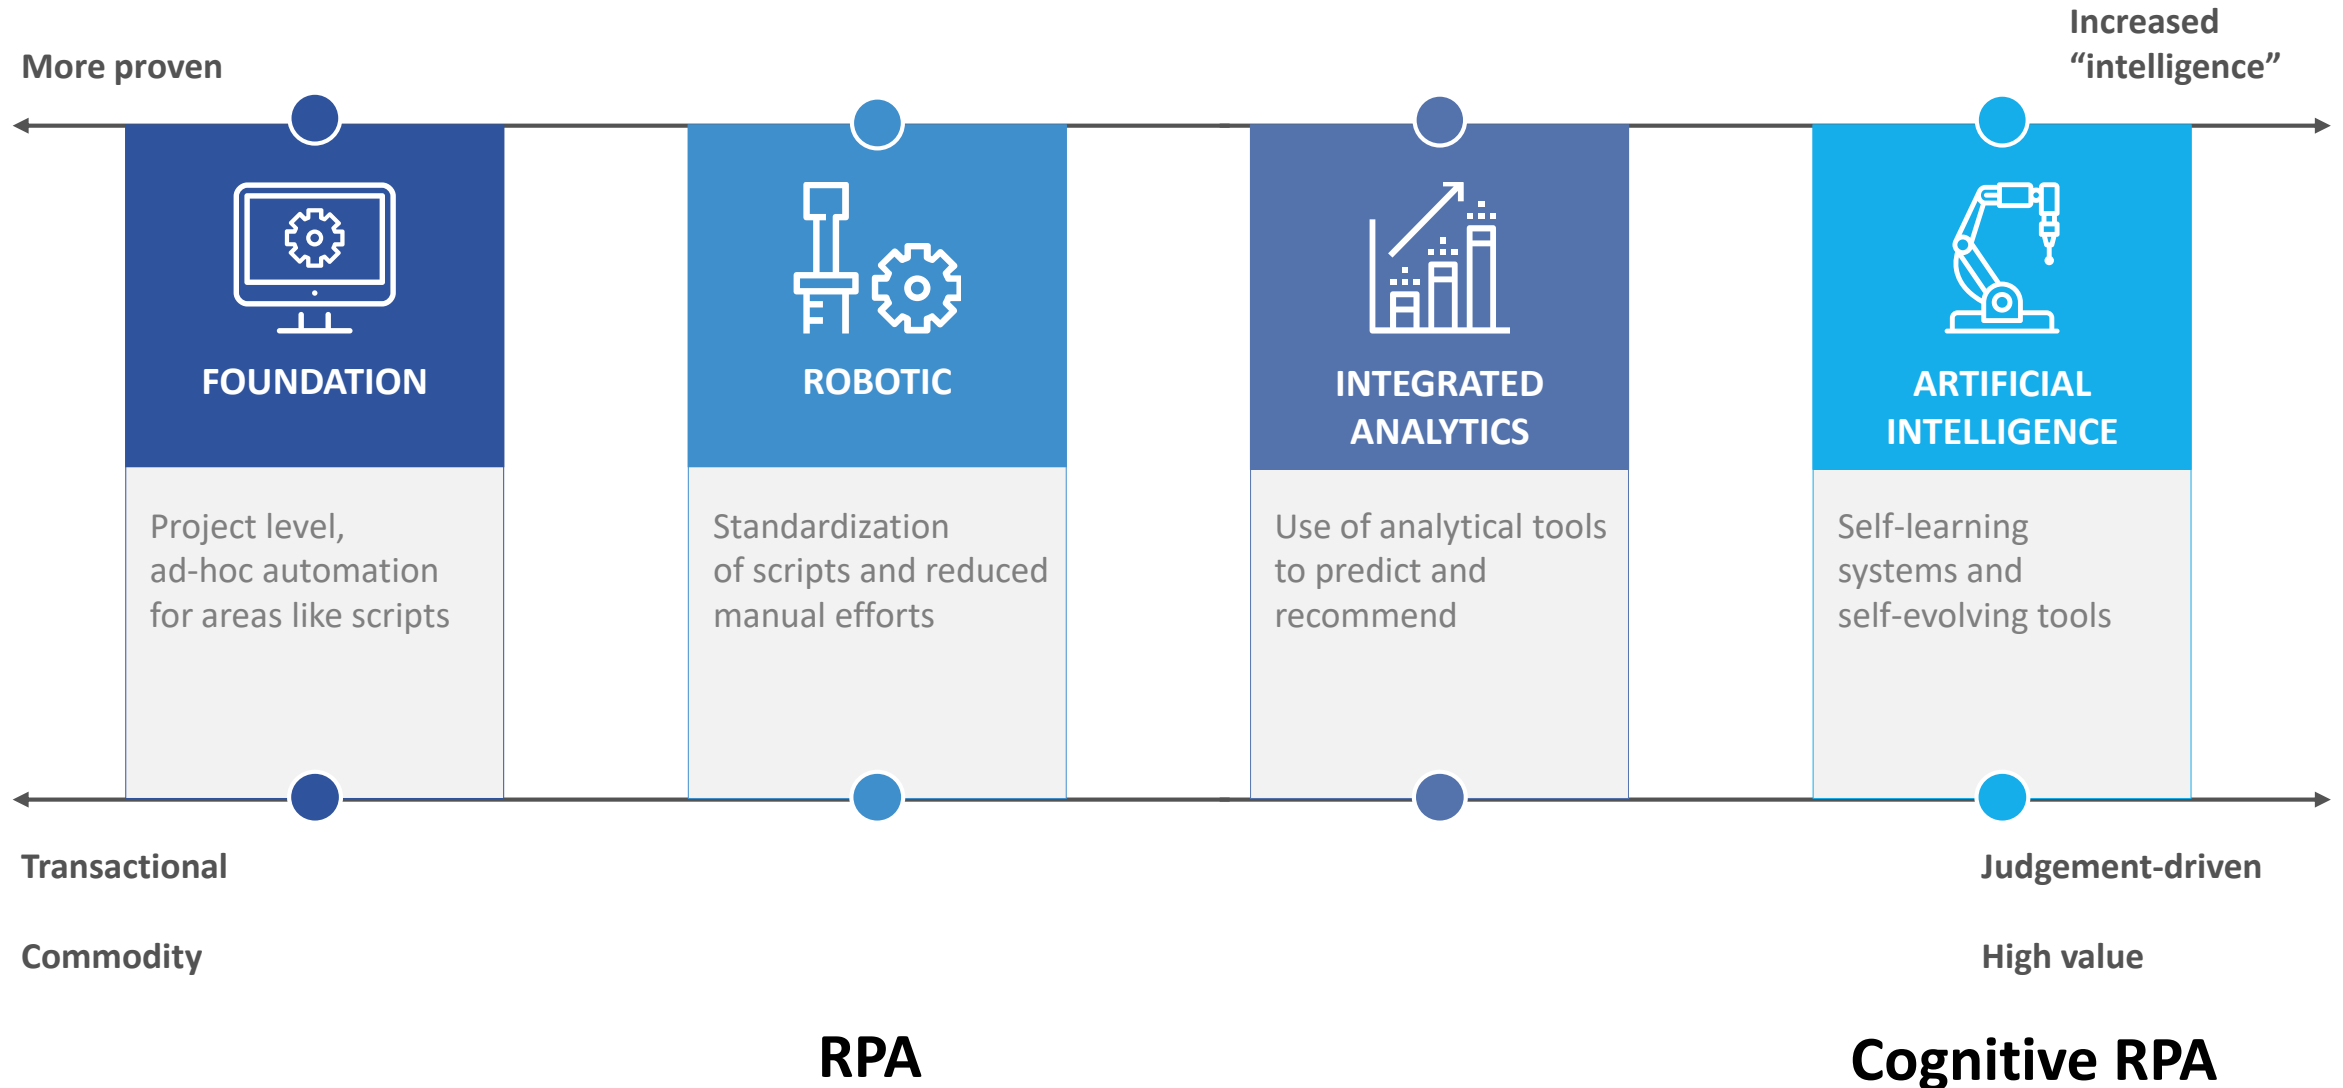 More proven
Increased
“intelligence”
FOUNDATION
Project level,
ad-hoc automation
for areas like scripts
ROBOTIC
Standardization
of scripts and reduced
manual efforts
INTEGRATED
ANALYTICS
Use of analytical tools
to predict and
recommend
ARTIFICIAL
INTELLIGENCE
Self-learning
systems and
self-evolving tools
Transactional
Judgement-driven
Commodity
High value
RPA
Cognitive RPA